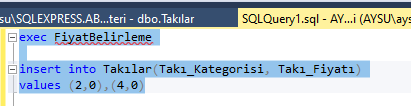 su\SQLEXPRESS.AB...teri - dbo.Takılar
SQLQuery1.sql - AY...i (AYSU\ays
exec FiyatBelirleme
insert into Takılar(Takı_Kategorisi, Takı_Fiyatı)
values (2,0),(4,0)